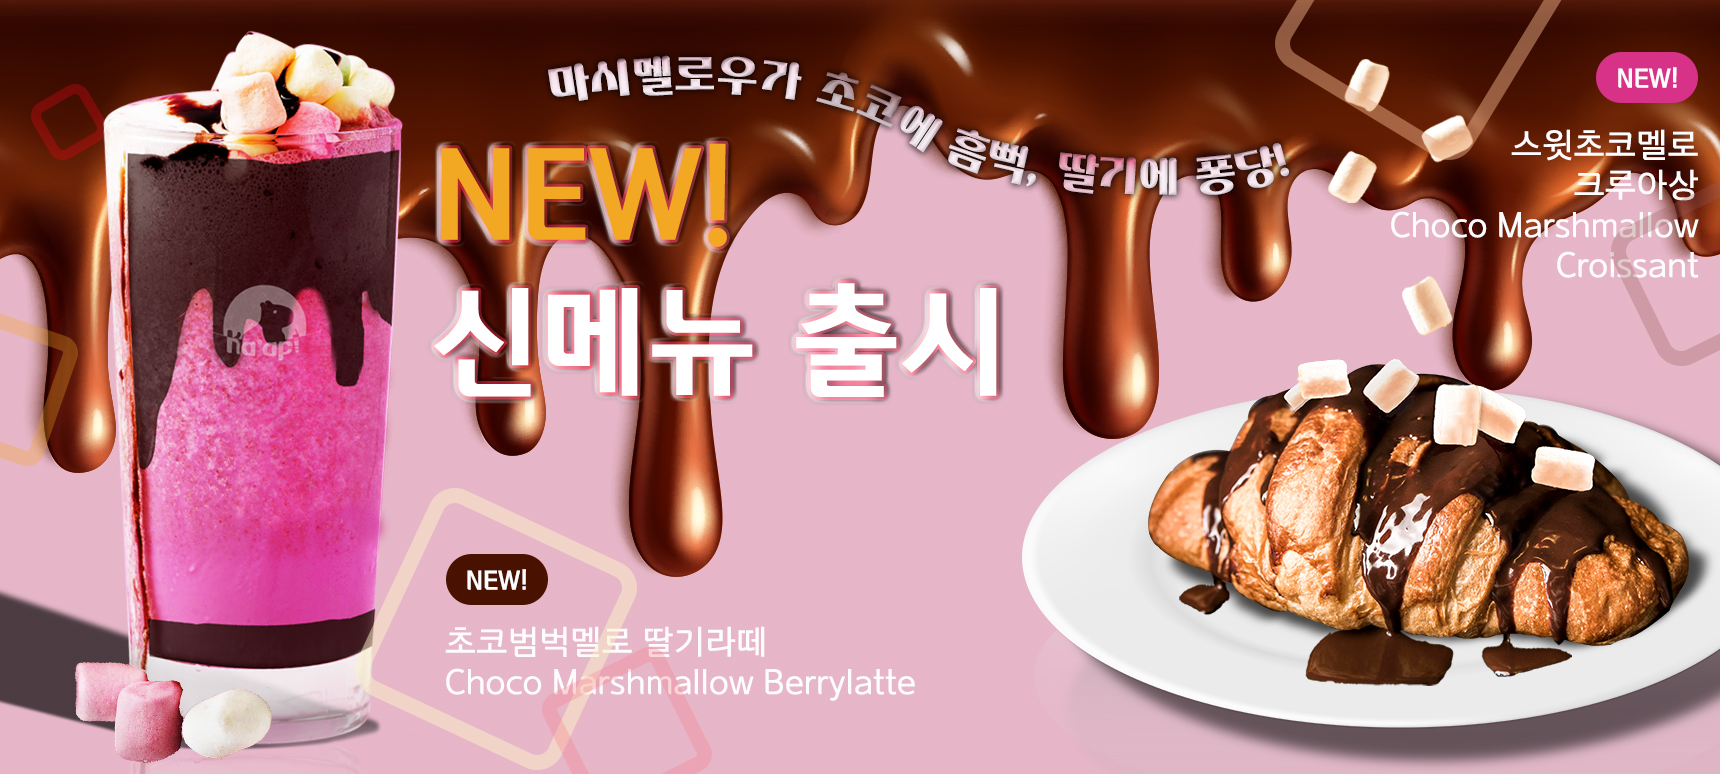 마시멜로우가 초코에 흠뻑, 딸기에 퐁당!
NEW!
신메뉴 출시
NEW!
스윗초코멜로
크루아상
Choco Marshmallow
Croissant
Ka'api
NEW!
초코범벅멜로 딸기라떼
Choco Marshmallow Berrylatte